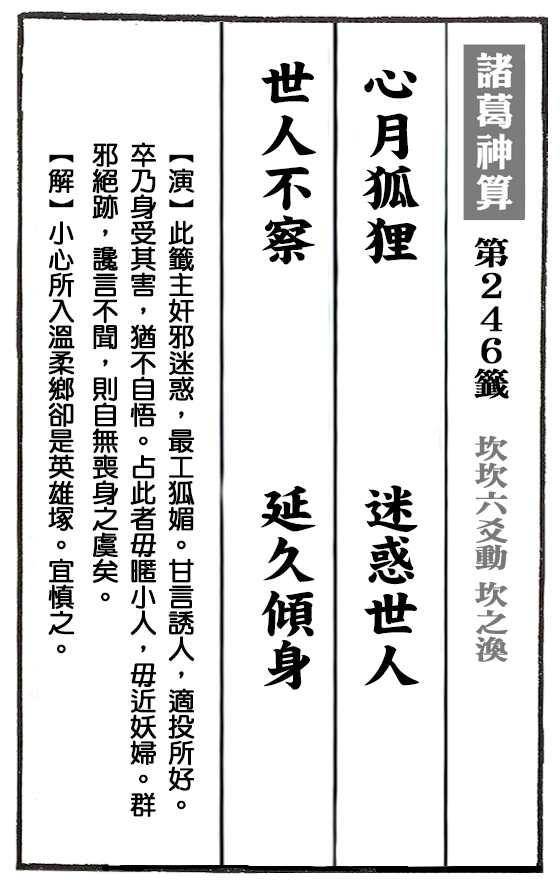 諸葛神算 第246籤 坎坎六爻動 坎之渙
心月狐狸 迷惑世人
世人不察 延久傾身
【演】此籤主奸邪迷惑，最工狐媚。甘言誘人，適投所好。
卒乃身受其害，猶不自悟。占此者毋暱小人，毋近妖婦。群
邪絕跡，讒言不聞，則自無喪身之虞矣。
【解】小心所入溫柔鄉卻是英雄塚。宜慎之。